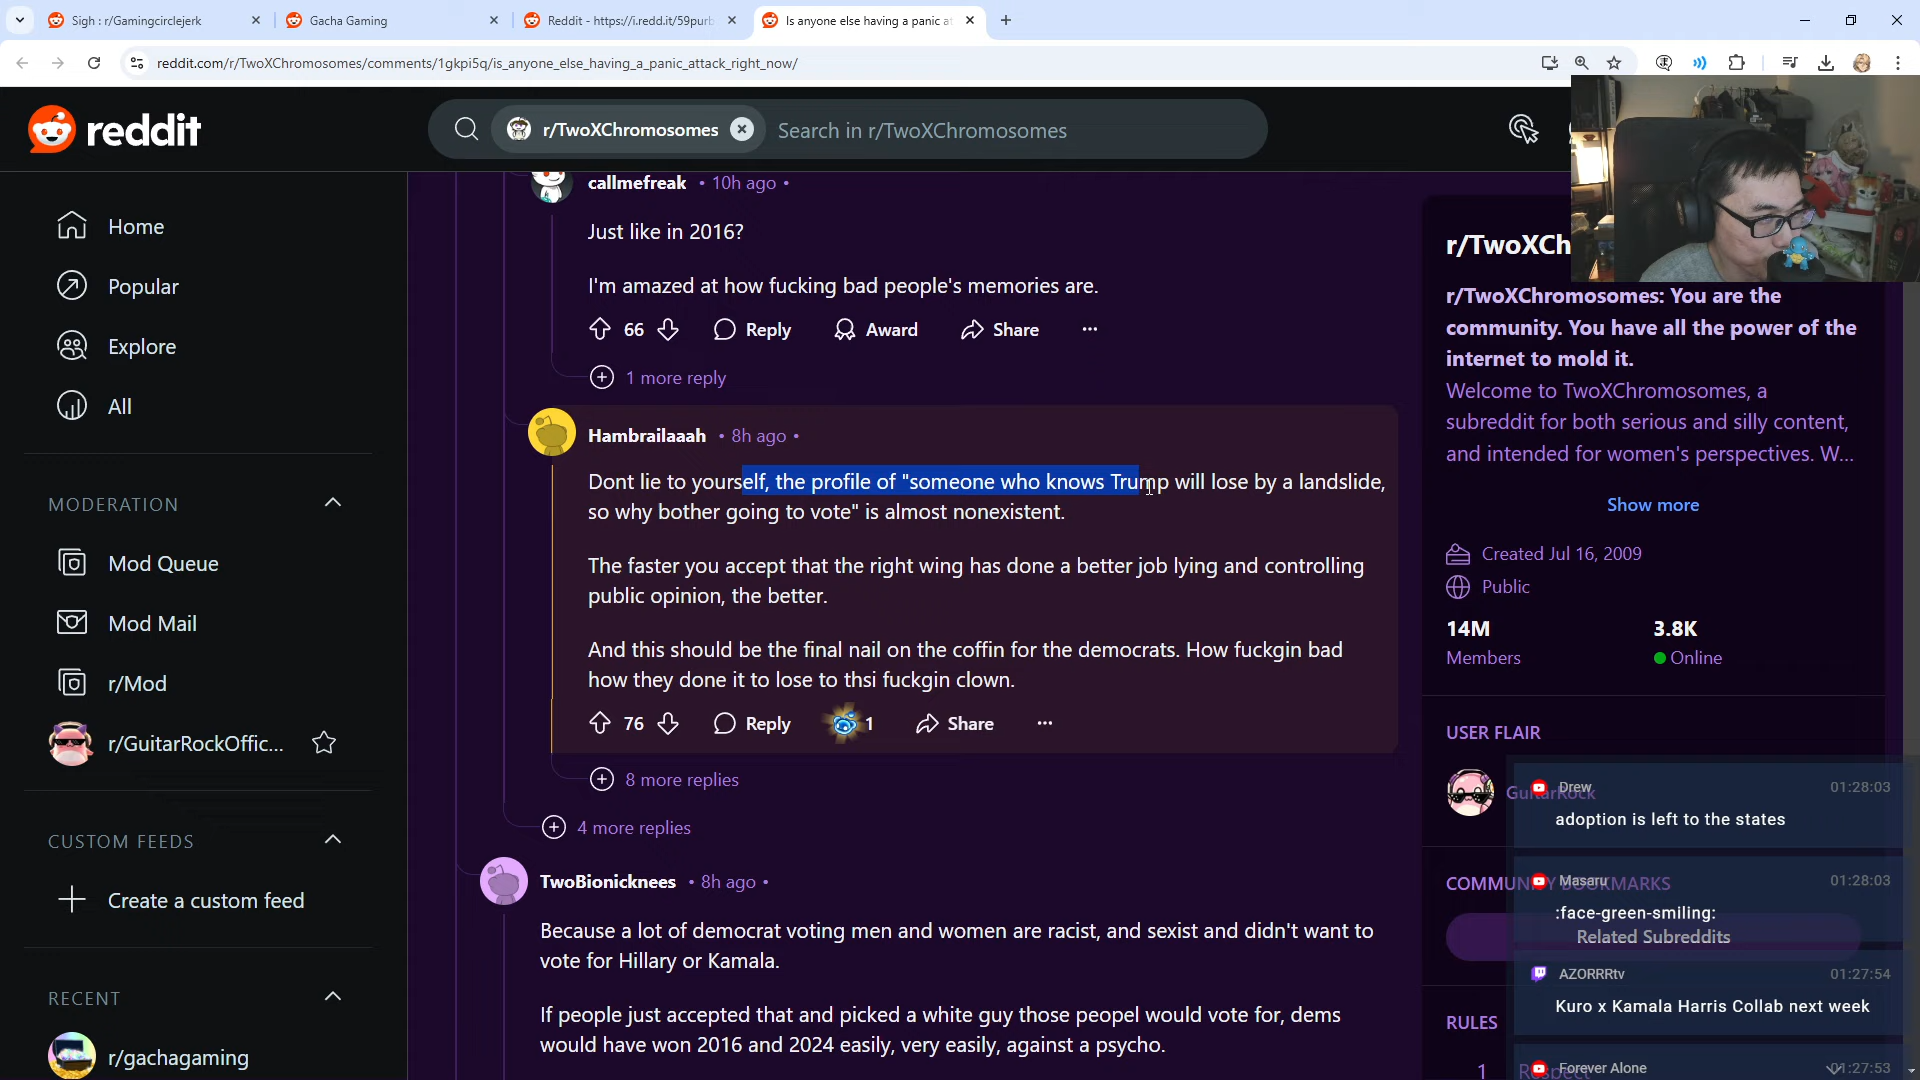 Sigh : r/Gamingcirclejerk
Gacha Gaming
Reddit - https://i.redd.it/59purb
Is anyone else having a panic at
reddit.com/r/TwoXChromosomes/comments/1gkpi5q/is_anyone_else_having_a_panic_attack_right_now/
reddit
r/TwoXChromosomes
Search in r/TwoXChromosomes
Home
Popular
Explore
All
MODERATION
Mod Queue
Mod Mail
r/Mod
r/GuitarRockOffic...
CUSTOM FEEDS
Create a custom feed
RECENT
r/gachagaming
callmefreak • 10h ago •
Just like in 2016?
I'm amazed at how fucking bad people's memories are.
66 Reply Award Share ...
1 more reply
Hambrailaaah • 8h ago •
Dont lie to yourself, the profile of "someone who knows Trump will lose by a landslide,
so why bother going to vote" is almost nonexistent.
The faster you accept that the right wing has done a better job lying and controlling
public opinion, the better.
And this should be the final nail on the coffin for the democrats. How fuckgin bad
how they done it to lose to thsi fuckgin clown.
76 Reply 1 Share ...
8 more replies
4 more replies
TwoBionicknees • 8h ago •
Because a lot of democrat voting men and women are racist, and sexist and didn't want to
vote for Hillary or Kamala.
If people just accepted that and picked a white guy those peopel would vote for, dems
would have won 2016 and 2024 easily, very easily, against a psycho.
r/TwoXCh
r/TwoXChromosomes: You are the
community. You have all the power of the
internet to mold it.
Welcome to TwoXChromosomes, a
subreddit for both serious and silly content,
and intended for women's perspectives. W...
Show more
Created Jul 16, 2009
Public
14M 3.8K
Members Online
USER FLAIR
GuitarRock
Drew 01:28:03
adoption is left to the states
COMMUNITY BOOKMARKS
Masaru 01:28:03
:face-green-smiling:
Related Subreddits
AZORRRtv 01:27:54
Kuro x Kamala Harris Collab next week
RULES
1 Respect
Forever Alone 01:27:53